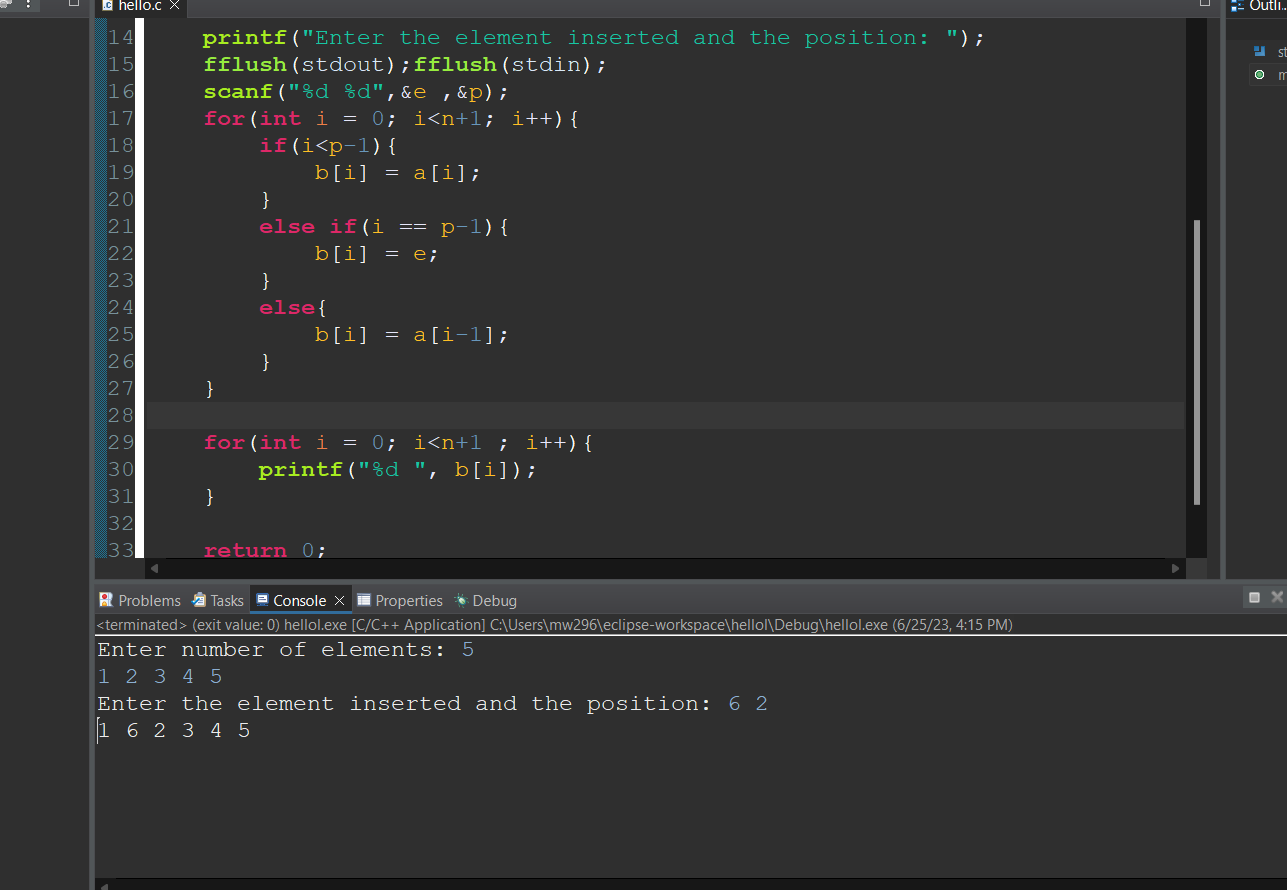 hello.c
Outli..
st
m
14 printf("Enter the element inserted and the position: ");
15 fflush(stdout);fflush(stdin);
16 scanf("%d %d",&e ,&p);
17 for(int i = 0; i<n+1; i++){
18 if(i<p-1){
19 b[i] = a[i];
20 }
21 else if(i == p-1){
22 b[i] = e;
23 }
24 else{
25 b[i] = a[i-1];
26 }
27 }
28
29 for(int i = 0; i<n+1 ; i++){
30 printf("%d ", b[i]);
31 }
32
33 return 0;
Problems Tasks Console Properties Debug
<terminated> (exit value: 0) hellol.exe [C/C++ Application] C:\Users\mw296\eclipse-workspace\hellol\Debug\hellol.exe (6/25/23, 4:15 PM)
Enter number of elements: 5
1 2 3 4 5
Enter the element inserted and the position: 6 2
1 6 2 3 4 5